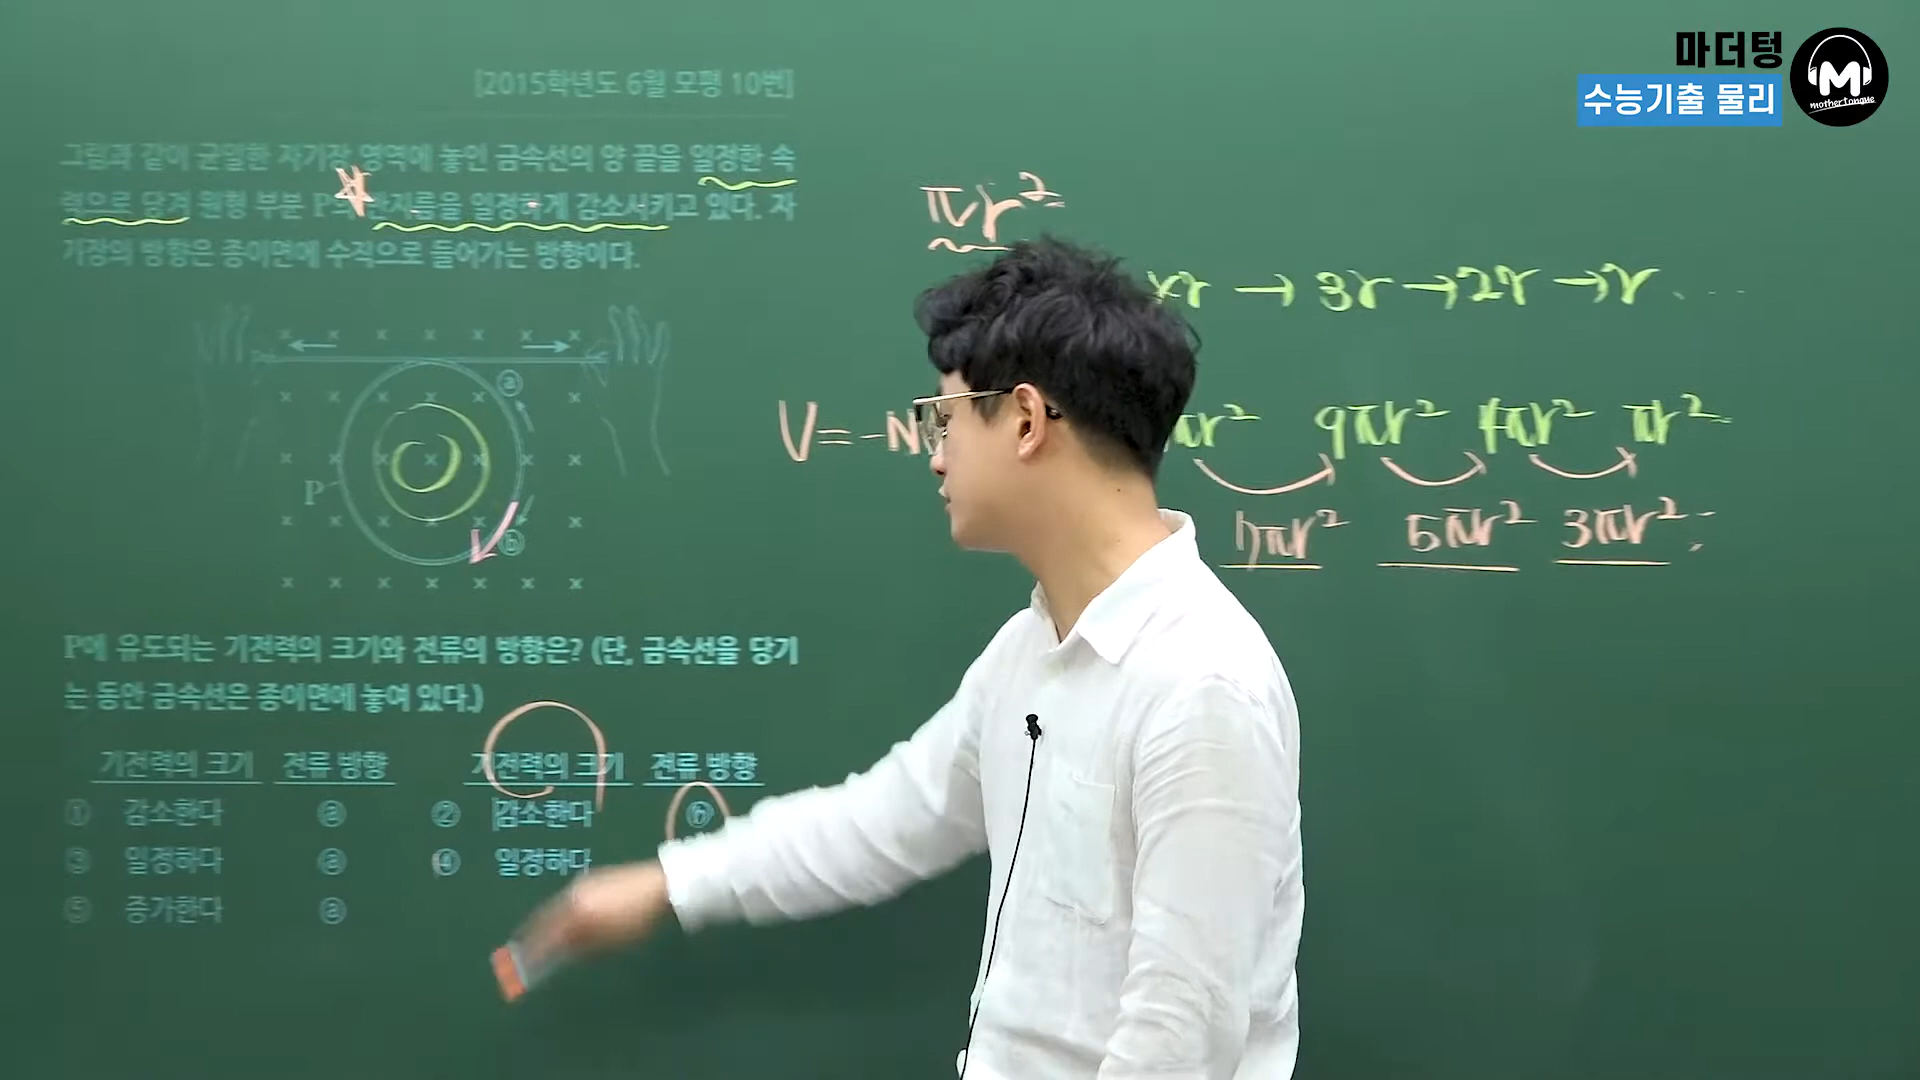 마더텅
수능기출 물리
M
mothertongue
[2015학년도 6월 모평 10번]
그림과 같이 균일한 자기장 영역에 놓인 금속선의 양 끝을 일정한 속
력으로 당겨 원형 부분 P의 반지름을 일정하게 감소시키고 있다. 자
기장의 방향은 종이면에 수직으로 들어가는 방향이다.
ⓐ
P
ⓑ
P에 유도되는 기전력의 크기와 전류의 방향은? (단, 금속선을 당기
는 동안 금속선은 종이면에 놓여 있다.)
기전력의 크기 전류 방향 기전력의 크기 전류 방향
① 감소한다 ⓐ ② 감소한다 ⓑ
③ 일정하다 ⓐ ④ 일정하다
⑤ 증가한다 ⓐ
πr²
r → 3r → 2r → r ...
V = -N
πr² 9πr² 4πr² πr²
7πr² 5πr² 3πr²